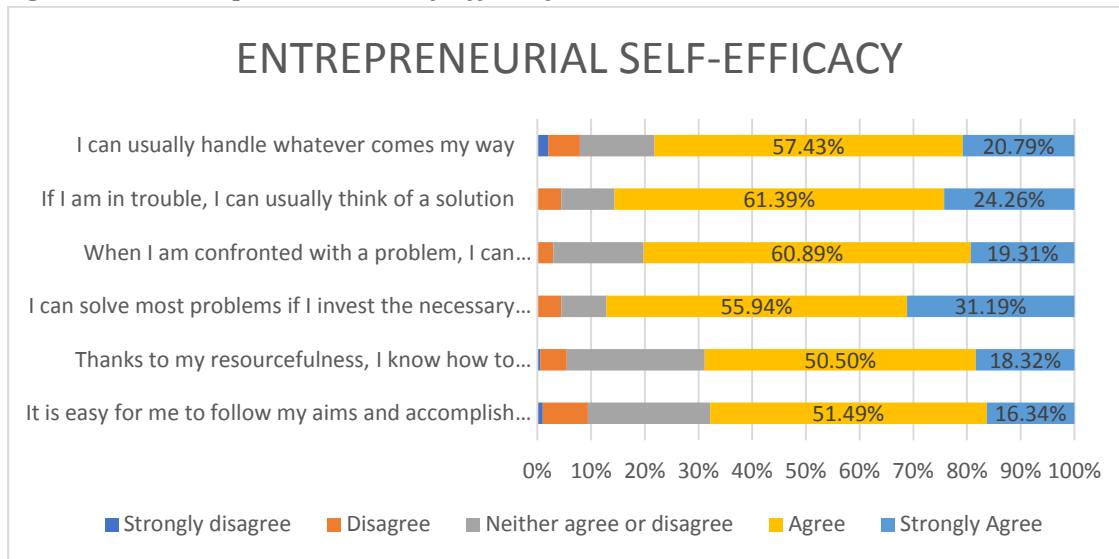 ENTREPRENEURIAL SELF-EFFICACY
I can usually handle whatever comes my way 57.43% 20.79%
If I am in trouble, I can usually think of a solution 61.39% 24.26%
When I am confronted with a problem, I can… 60.89% 19.31%
I can solve most problems if I invest the necessary… 55.94% 31.19%
Thanks to my resourcefulness, I know how to… 50.50% 18.32%
It is easy for me to follow my aims and accomplish… 51.49% 16.34%
0% 10% 20% 30% 40% 50% 60% 70% 80% 90% 100%
Strongly disagree Disagree Neither agree or disagree Agree Strongly Agree